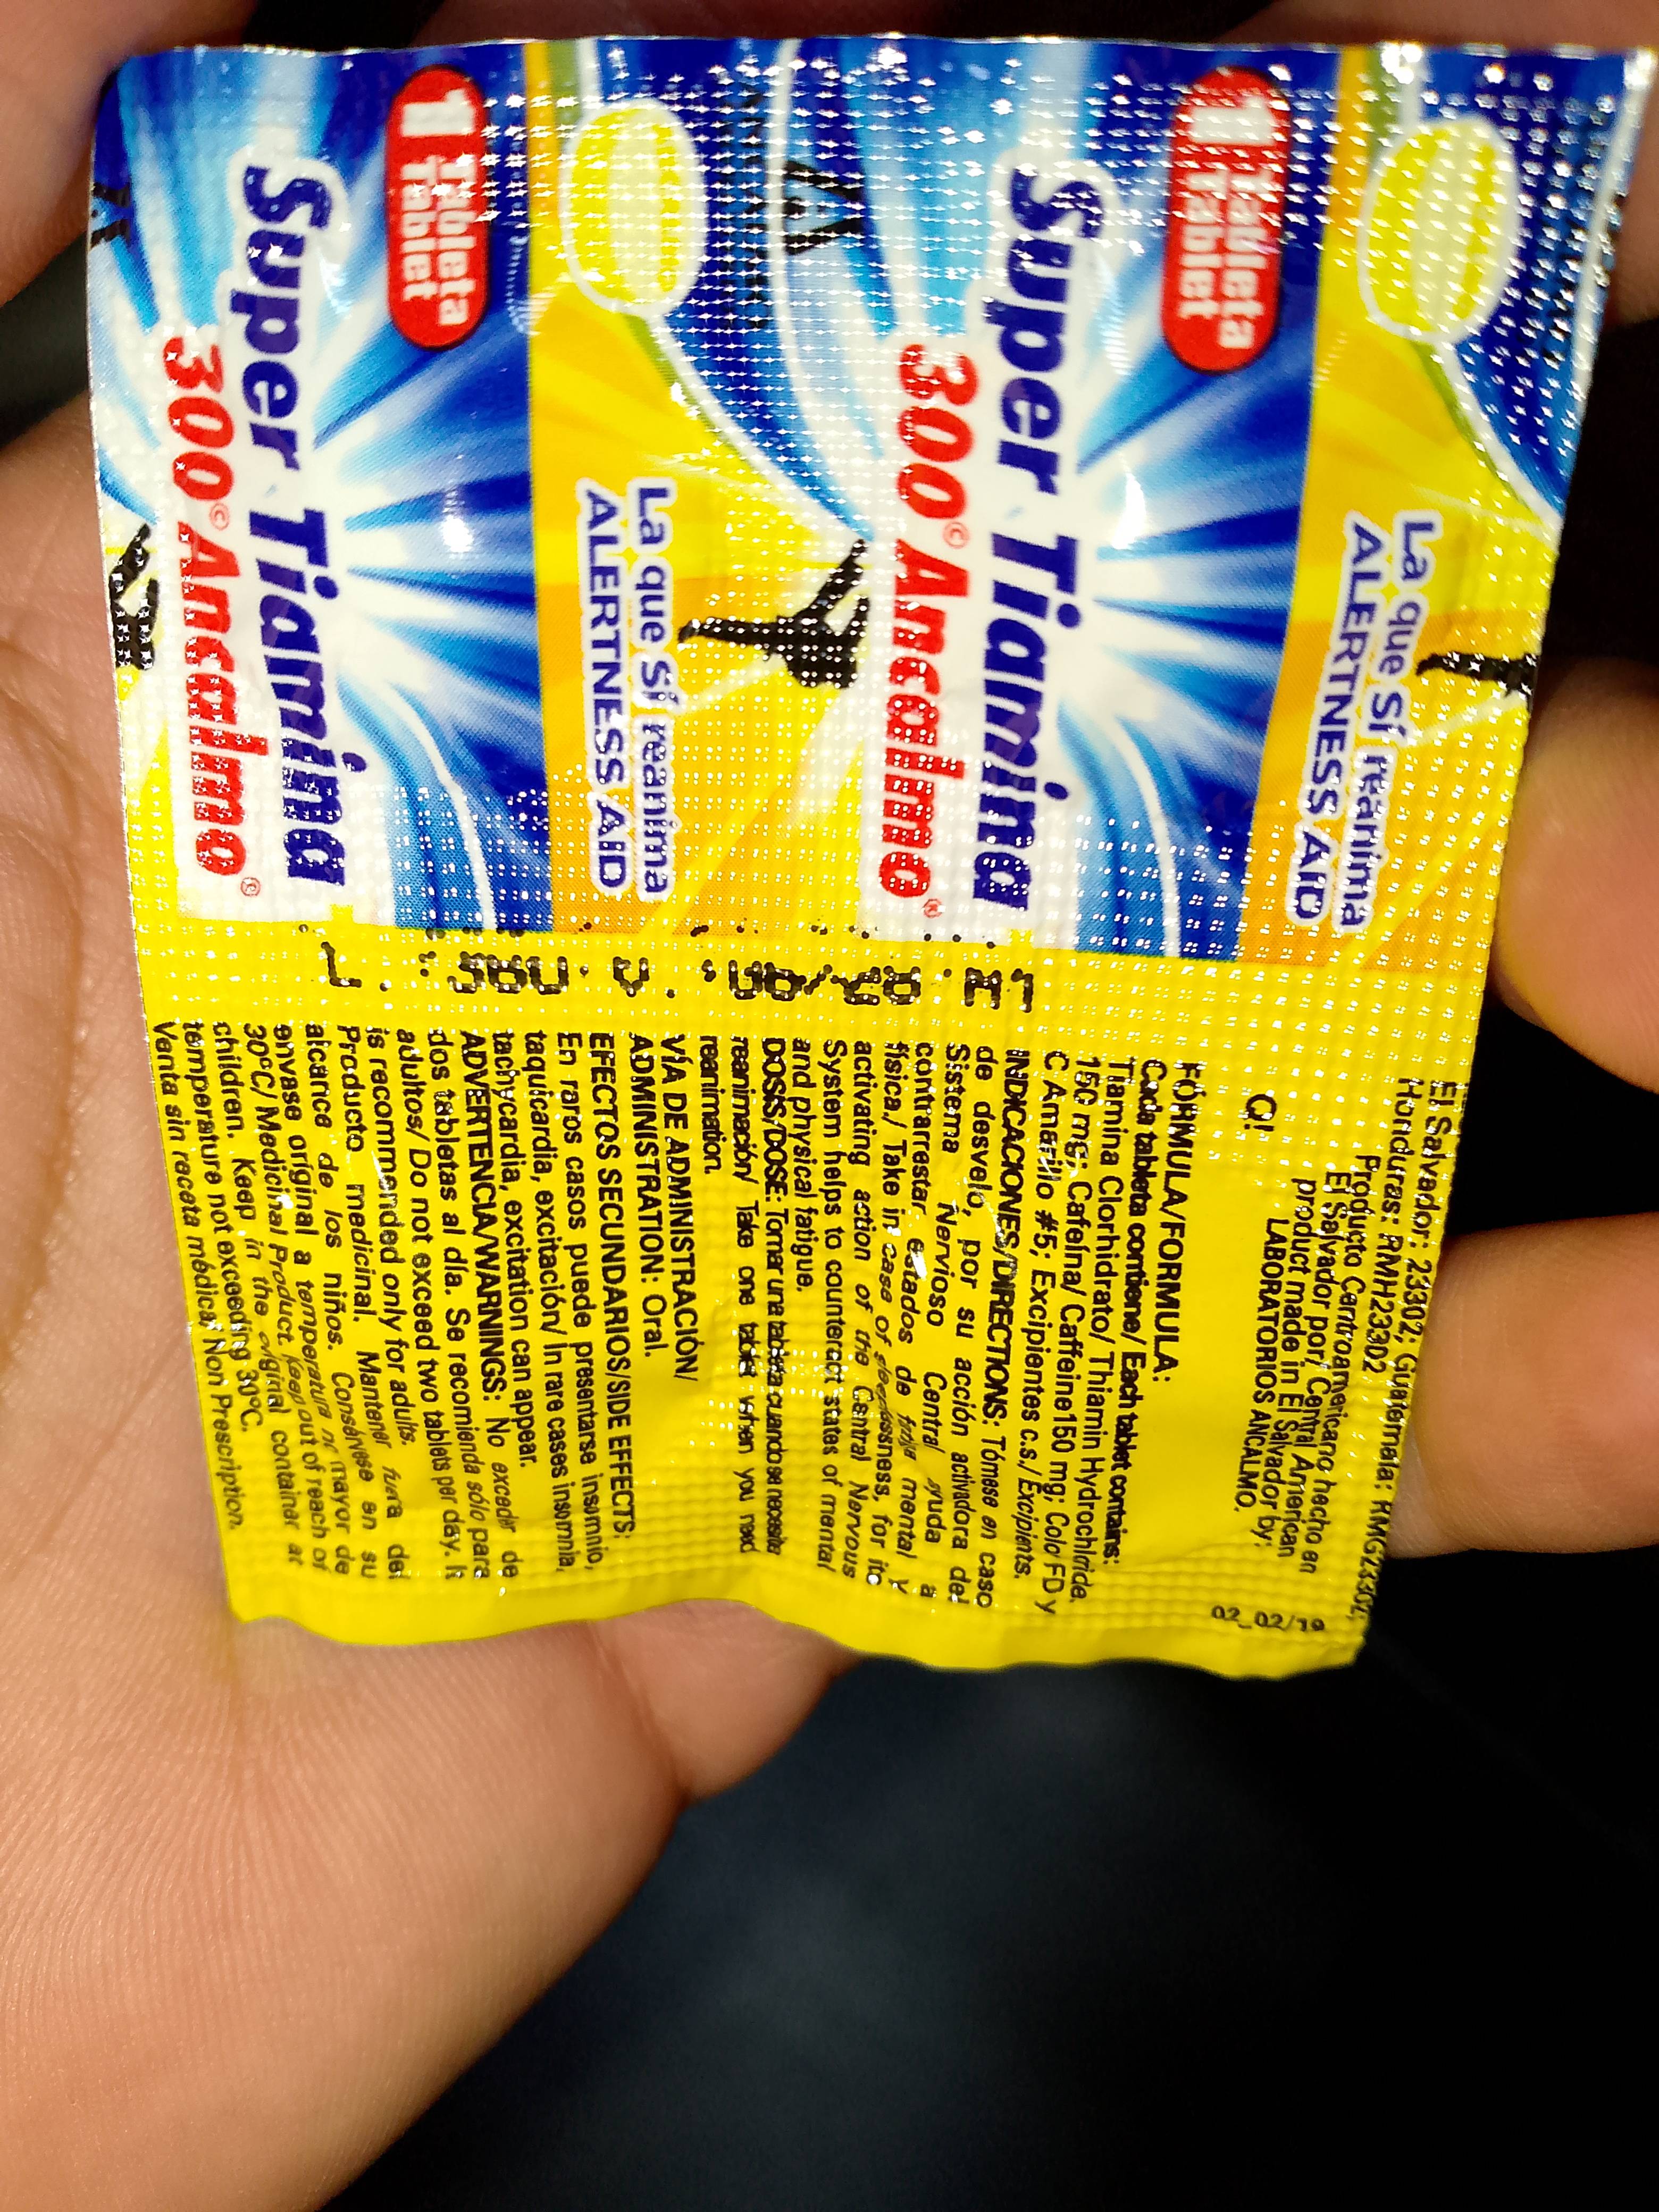 1 Tableta
Tablet
Super Tiamina
300© Ancalmo®
La que Sí reanima
ALERTNESS AID
1 Tableta
Tablet
Super Tiamina
300© Ancalmo®
La que Sí reanima
ALERTNESS AID
El Salvador: 23302; Guatemala: RMG23302;
Honduras: RMH23302
Producto Centroamericano hecho en
El Salvador por/ Central American
product made in El Salvador by:
LABORATORIOS ANCALMO.
02_02/19
FÓRMULA/FORMULA:
Cada tableta contiene/ Each tablet contains:
Tiamina Clorhidrato/ Thiamin Hydrochloride
150 mg; Cafeína/ Caffeine 150 mg; Color FD y
C Amarillo #5; Excipientes c.s./ Excipients.
INDICACIONES/DIRECTIONS: Tómese en caso
de desvelo, por su acción activadora del
Sistema Nervioso Central ayuda a
contrarrestar estados de fatiga mental y
física./ Take in case of sleeplessness, for its
activating action of the Central Nervous
System helps to counteract states of mental
and physical fatigue.
DOSIS/DOSE: Tomar una tableta cuando se necesite
reanimación/ Take one tablet when you need
reanimation.
VÍA DE ADMINISTRACIÓN/
ADMINISTRATION: Oral.
EFECTOS SECUNDARIOS/SIDE EFFECTS:
En raros casos puede presentarse insomnio,
taquicardia, excitación/ In rare cases insomnia,
tachycardia, excitation can appear.
ADVERTENCIA/WARNINGS: No exceder de
dos tabletas al día. Se recomienda sólo para
adultos/ Do not exceed two tablets per day. It
is recommended only for adults.
Producto medicinal. Mantener fuera del
alcance de los niños. Consérvese en su
envase original a temperatura no mayor de
30°C/ Medicinal Product. Keep out of reach of
children. Keep in the original container at
temperature not exceeding 30°C.
Venta sin receta médica/ Non Prescription.